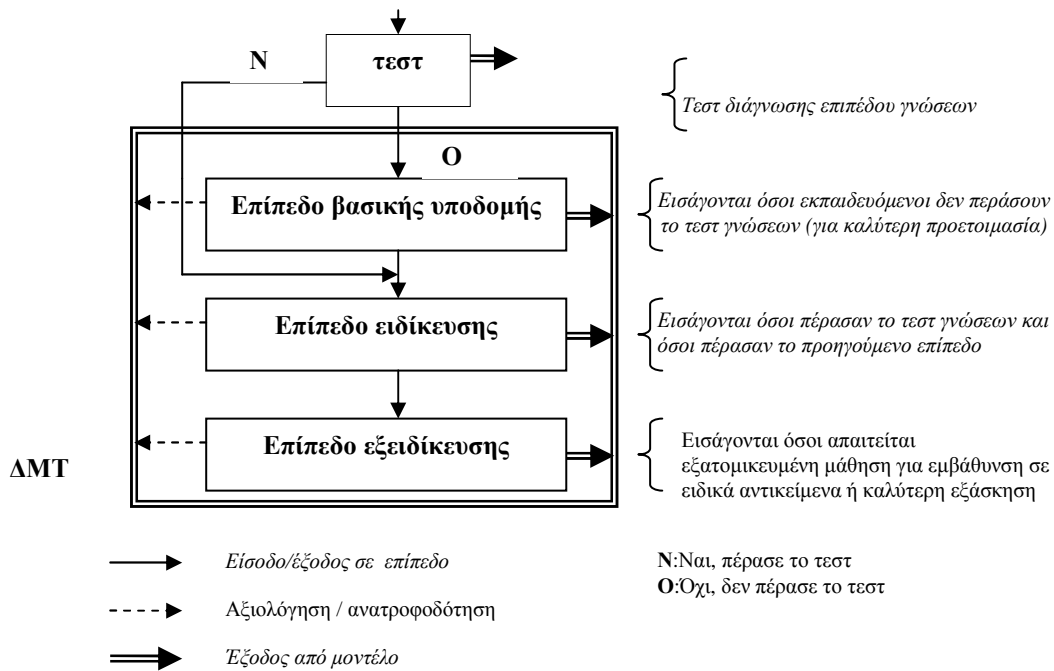 Ν
τεστ
Τεστ διάγνωσης επιπέδου γνώσεων
Ο
Επίπεδο βασικής υποδομής
Εισάγονται όσοι εκπαιδευόμενοι δεν περάσουν
το τεστ γνώσεων (για καλύτερη προετοιμασία)
Επίπεδο ειδίκευσης
Εισάγονται όσοι πέρασαν το τεστ γνώσεων και
όσοι πέρασαν το προηγούμενο επίπεδο
Επίπεδο εξειδίκευσης
Εισάγονται όσοι απαιτείται
εξατομικευμένη μάθηση για εμβάθυνση σε
ειδικά αντικείμενα ή καλύτερη εξάσκηση
ΔΜΤ
Είσοδο/έξοδος σε επίπεδο
Αξιολόγηση / ανατροφοδότηση
Έξοδος από μοντέλο
Ν:Ναι, πέρασε το τεστ
Ο:Όχι, δεν πέρασε το τεστ